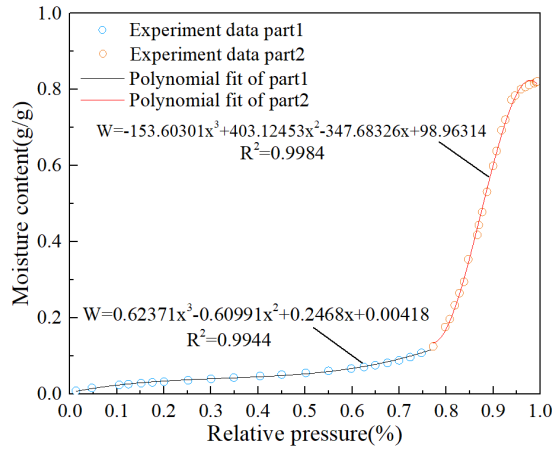 Experiment data part1
Experiment data part2
Polynomial fit of part1
Polynomial fit of part2
W=-153.60301x³+403.12453x²-347.68326x+98.96314
R²=0.9984
W=0.62371x³-0.60991x²+0.2468x+0.00418
R²=0.9944
Moisture content(g/g)
1.0
0.8
0.6
0.4
0.2
0.0
0.0 0.1 0.2 0.3 0.4 0.5 0.6 0.7 0.8 0.9 1.0
Relative pressure(%)